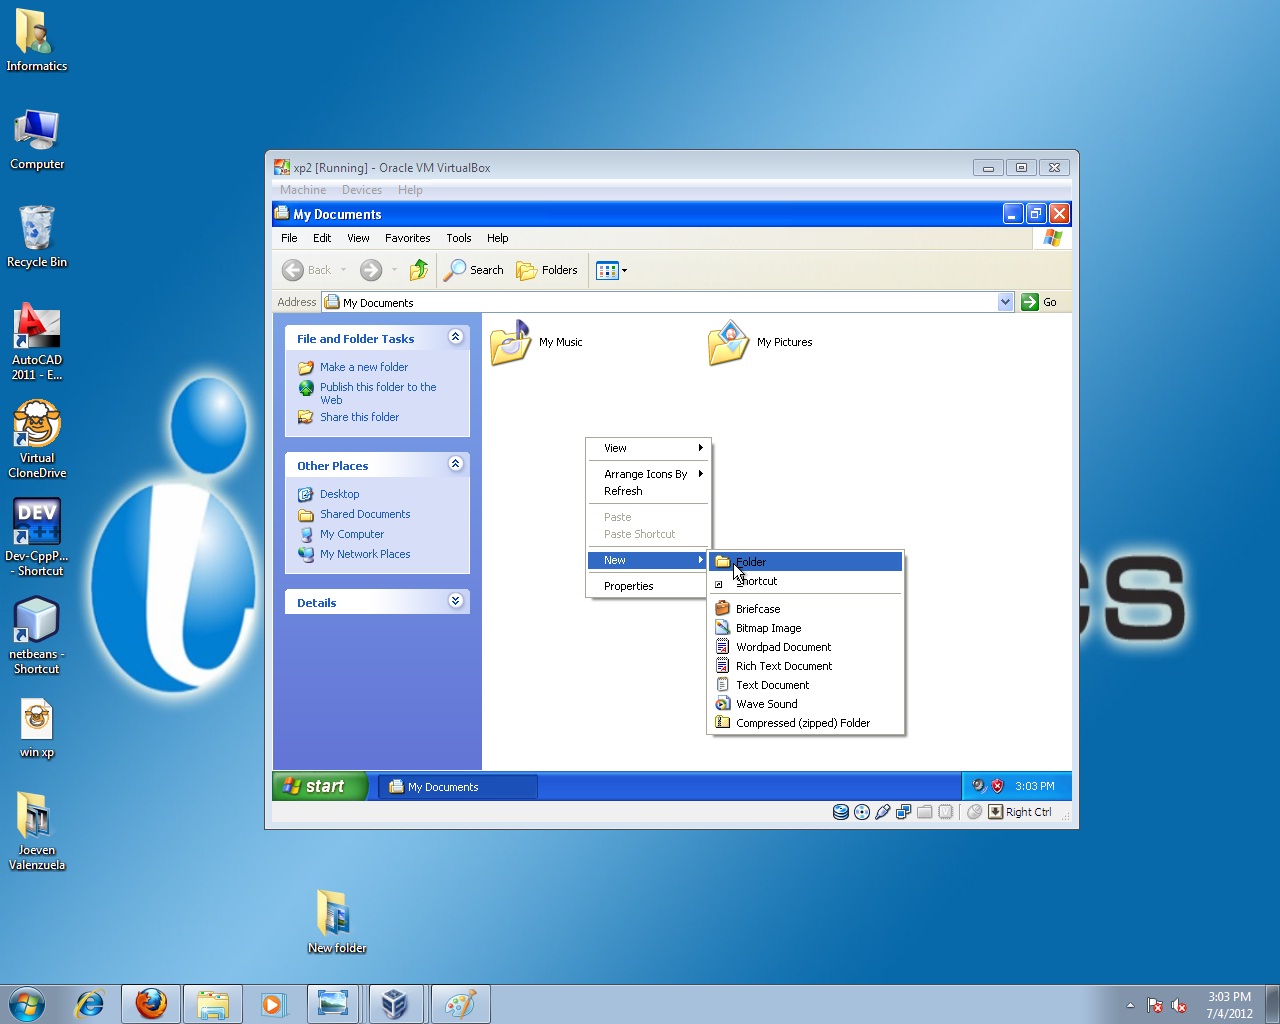 Informatics
Computer
Recycle Bin
AutoCAD
2011 - E...
Virtual
CloneDrive
DEV
C++
Dev-CppP...
- Shortcut
netbeans -
Shortcut
win xp
Joeven
Valenzuela
New folder
xp2 [Running] - Oracle VM VirtualBox
Machine Devices Help
My Documents
File Edit View Favorites Tools Help
Back Search Folders
Address My Documents Go
File and Folder Tasks
Make a new folder
Publish this folder to the
Web
Share this folder
Other Places
Desktop
Shared Documents
My Computer
My Network Places
Details
My Music
My Pictures
View
Arrange Icons By
Refresh
Paste
Paste Shortcut
New
Properties
Folder
Shortcut
Briefcase
Bitmap Image
Wordpad Document
Rich Text Document
Text Document
Wave Sound
Compressed (zipped) Folder
start My Documents 3:03 PM
Right Ctrl
i
cs
3:03 PM
7/4/2012